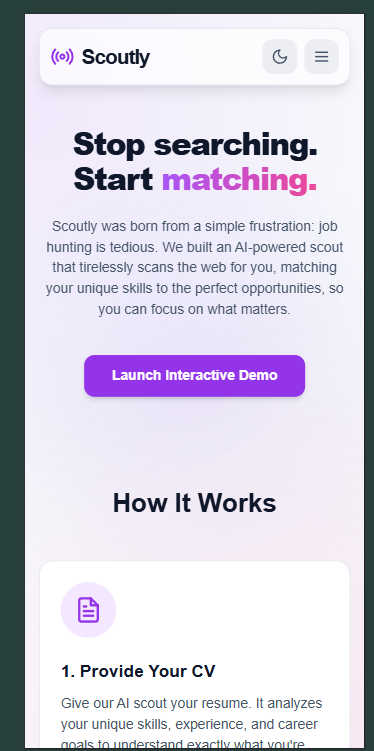 Scoutly
Stop searching.
Start matching.
Scoutly was born from a simple frustration: job
hunting is tedious. We built an AI-powered scout
that tirelessly scans the web for you, matching
your unique skills to the perfect opportunities, so
you can focus on what matters.
Launch Interactive Demo
How It Works
1. Provide Your CV
Give our AI scout your resume. It analyzes
your unique skills, experience, and career
goals to understand exactly what you're